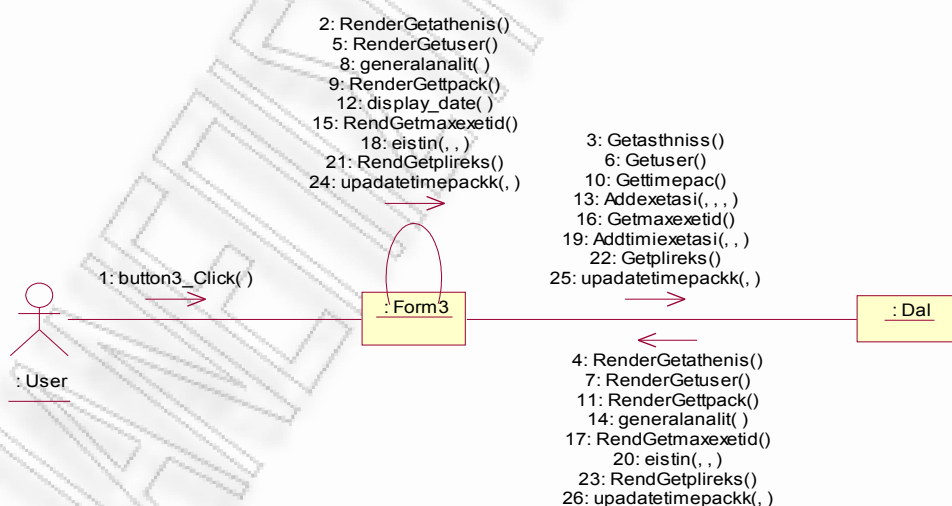 2: RenderGetathenis()
5: RenderGetuser()
8: generalanalit( )
9: RenderGettpack()
12: display_date( )
15: RendGetmaxexetid()
18: eistin(, , )
21: RendGetplireks()
24: upadatetimepackk(, )
3: Getasthniss()
6: Getuser()
10: Gettimepac()
13: Addexetasi(, , , )
16: Getmaxexetid()
19: Addtimiexetasi(, , )
22: Getplireks()
25: upadatetimepackk(, )
1: button3_Click( )
: Form3
: Dal
: User
4: RenderGetathenis()
7: RenderGetuser()
11: RenderGettpack()
14: generalanalit( )
17: RendGetmaxexetid()
20: eistin(, , )
23: RendGetplireks()
26: upadatetimepackk(, )